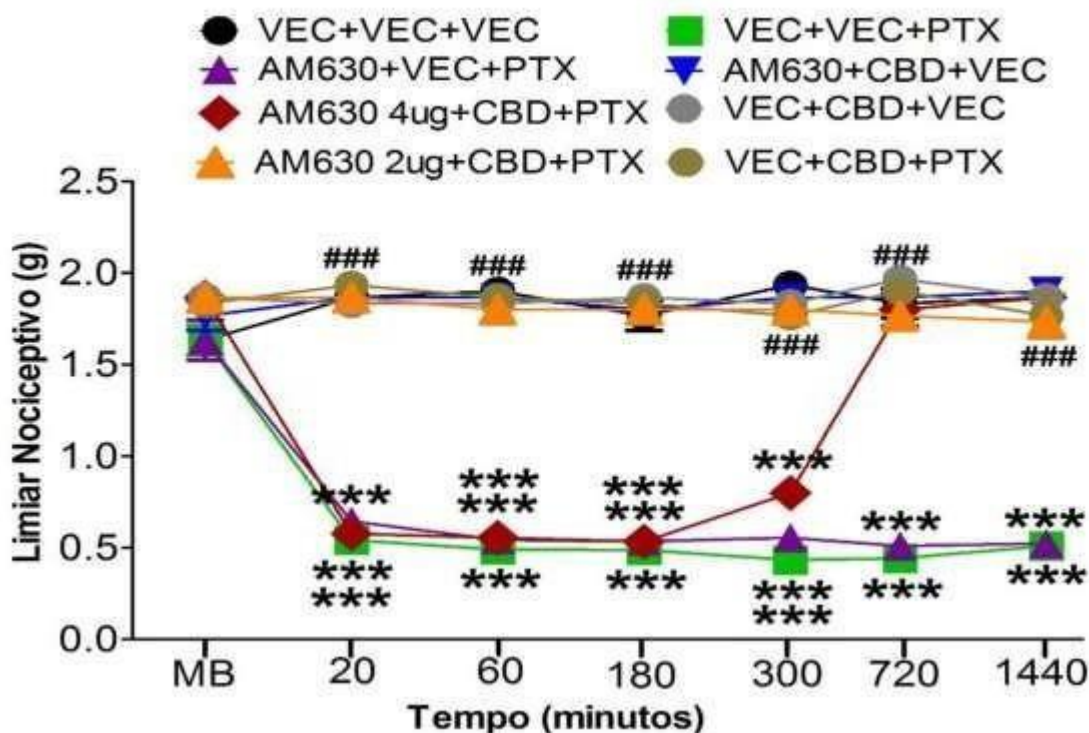 VEC+VEC+VEC VEC+VEC+PTX
AM630+VEC+PTX AM630+CBD+VEC
AM630 4ug+CBD+PTX VEC+CBD+VEC
AM630 2ug+CBD+PTX VEC+CBD+PTX
2.5
2.0
1.5
1.0
0.5
0.0
Limiar Nociceptivo (g)
### ### ### ###
### ###
*** *** *** ***
*** *** *** *** ***
*** *** *** *** *** ***
*** ***
MB 20 60 180 300 720 1440
Tempo (minutos)